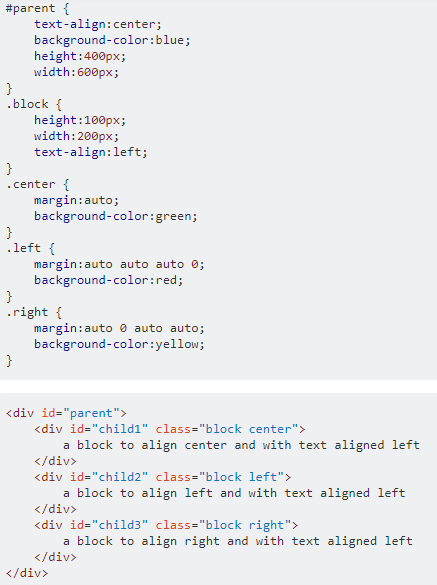 #parent {
    text-align:center;
    background-color:blue;
    height:400px;
    width:600px;
}
.block {
    height:100px;
    width:200px;
    text-align:left;
}
.center {
    margin:auto;
    background-color:green;
}
.left {
    margin:auto auto auto 0;
    background-color:red;
}
.right {
    margin:auto 0 auto auto;
    background-color:yellow;
}
<div id="parent">
    <div id="child1" class="block center">
        a block to align center and with text aligned left
    </div>
    <div id="child2" class="block left">
        a block to align left and with text aligned left
    </div>
    <div id="child3" class="block right">
        a block to align right and with text aligned left
    </div>
</div>